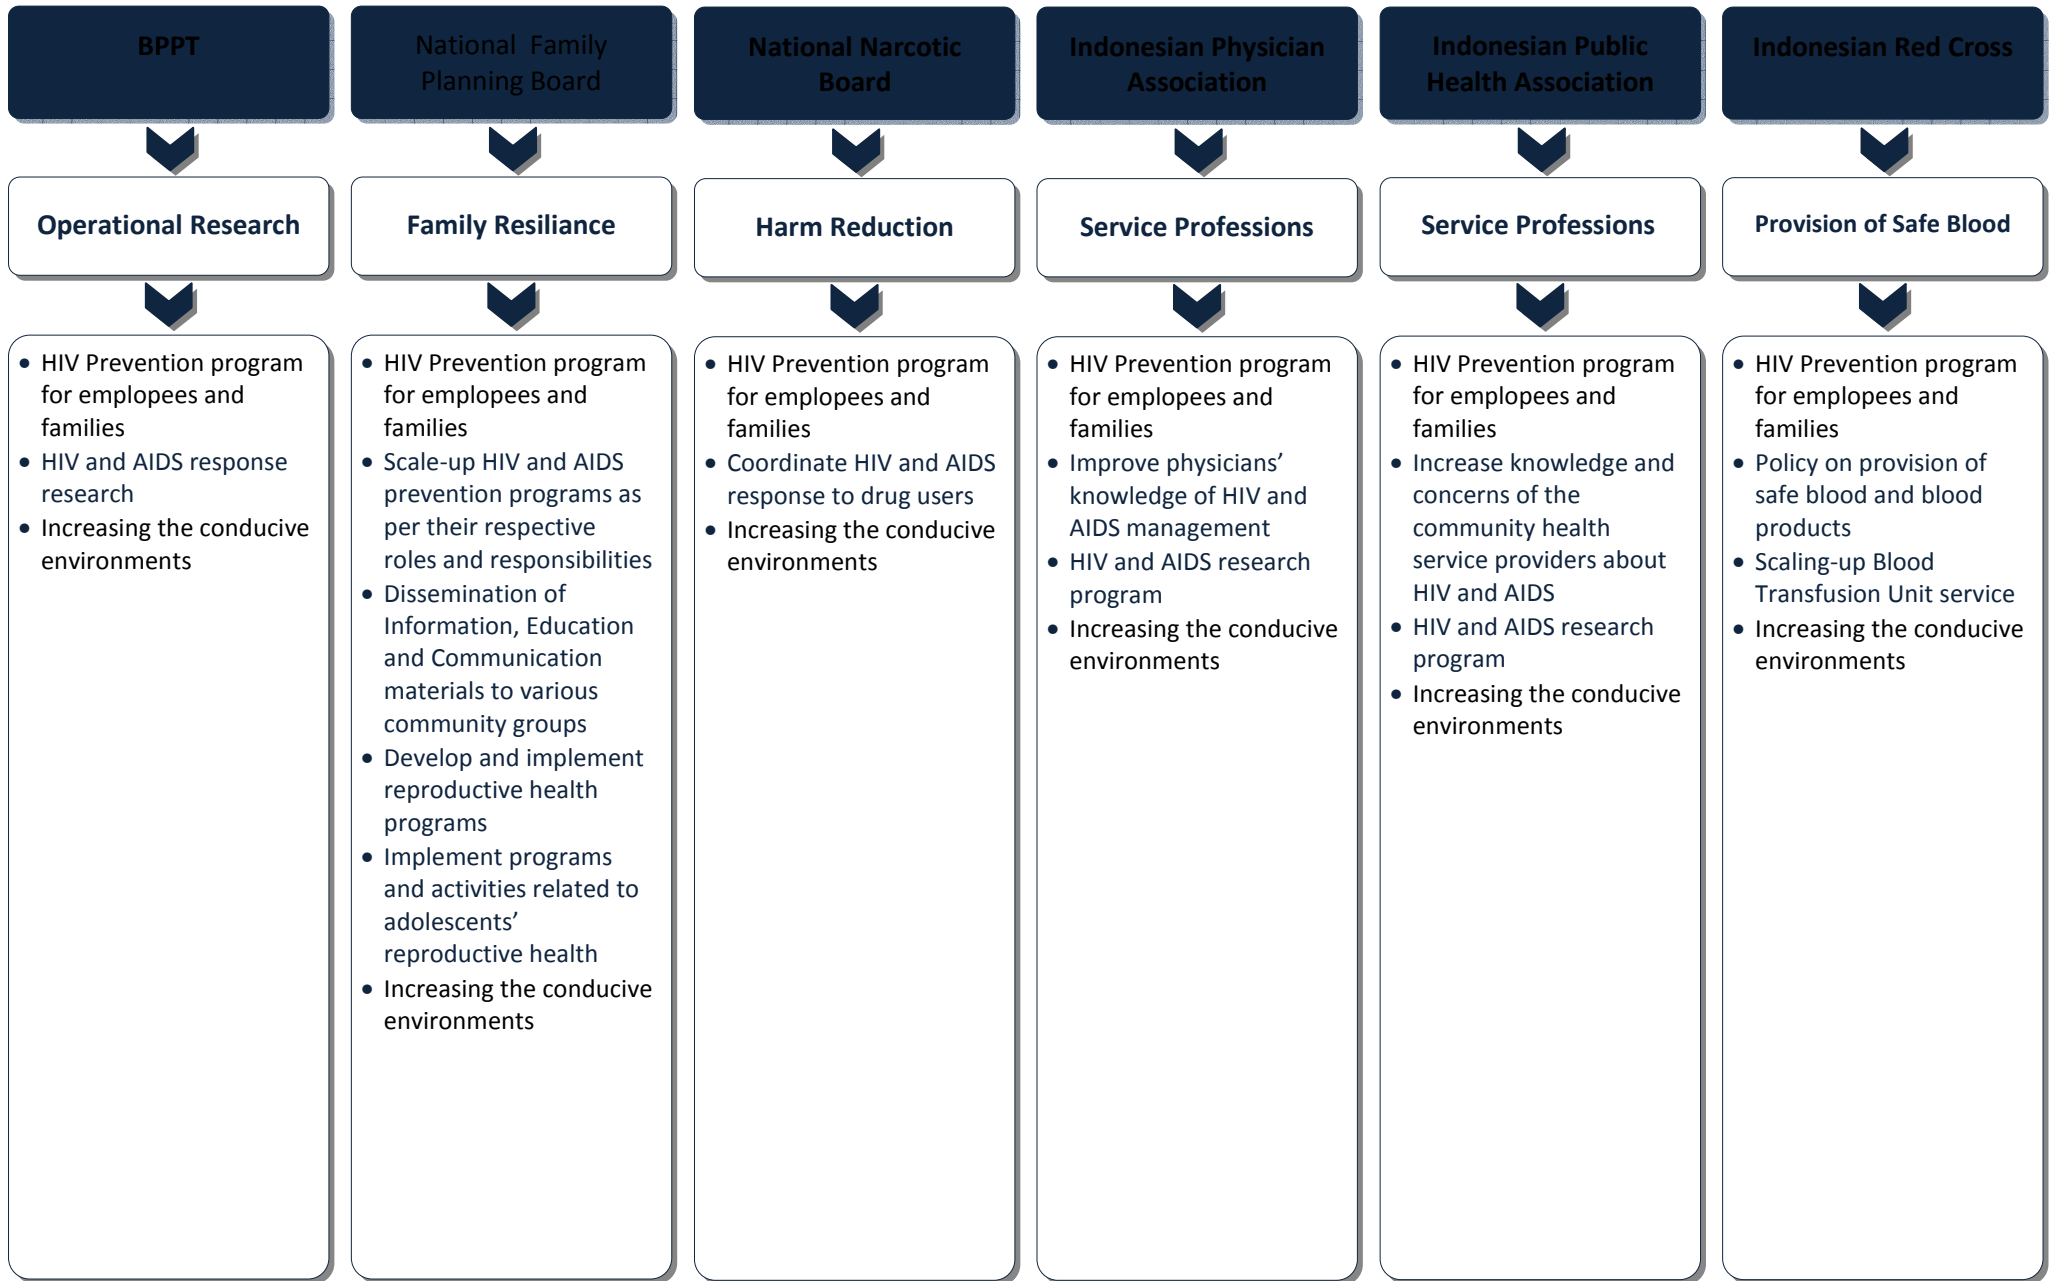 BPPT
National Family
Planning Board
National Narcotic
Board
Indonesian Physician
Association
Indonesian Public
Health Association
Indonesian Red Cross
Operational Research
Family Resiliance
Harm Reduction
Service Professions
Service Professions
Provision of Safe Blood
• HIV Prevention program
for emplopees and
families
• HIV and AIDS response
research
• Increasing the conducive
environments
• HIV Prevention program
for emplopees and
families
• Scale-up HIV and AIDS
prevention programs as
per their respective
roles and responsibilities
• Dissemination of
Information, Education
and Communication
materials to various
community groups
• Develop and implement
reproductive health
programs
• Implement programs
and activities related to
adolescents’
reproductive health
• Increasing the conducive
environments
• HIV Prevention program
for emplopees and
families
• Coordinate HIV and AIDS
response to drug users
• Increasing the conducive
environments
• HIV Prevention program
for emplopees and
families
• Improve physicians’
knowledge of HIV and
AIDS management
• HIV and AIDS research
program
• Increasing the conducive
environments
• HIV Prevention program
for emplopees and
families
• Increase knowledge and
concerns of the
community health
service providers about
HIV and AIDS
• HIV and AIDS research
program
• Increasing the conducive
environments
• HIV Prevention program
for emplopees and
families
• Policy on provision of
safe blood and blood
products
• Scaling-up Blood
Transfusion Unit service
• Increasing the conducive
environments